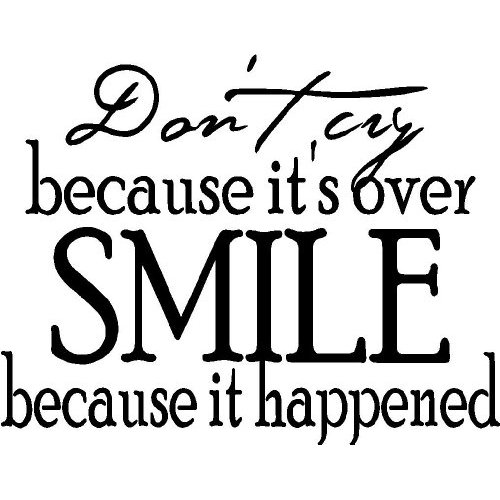 Don't cry
because it's over
SMILE
because it happened